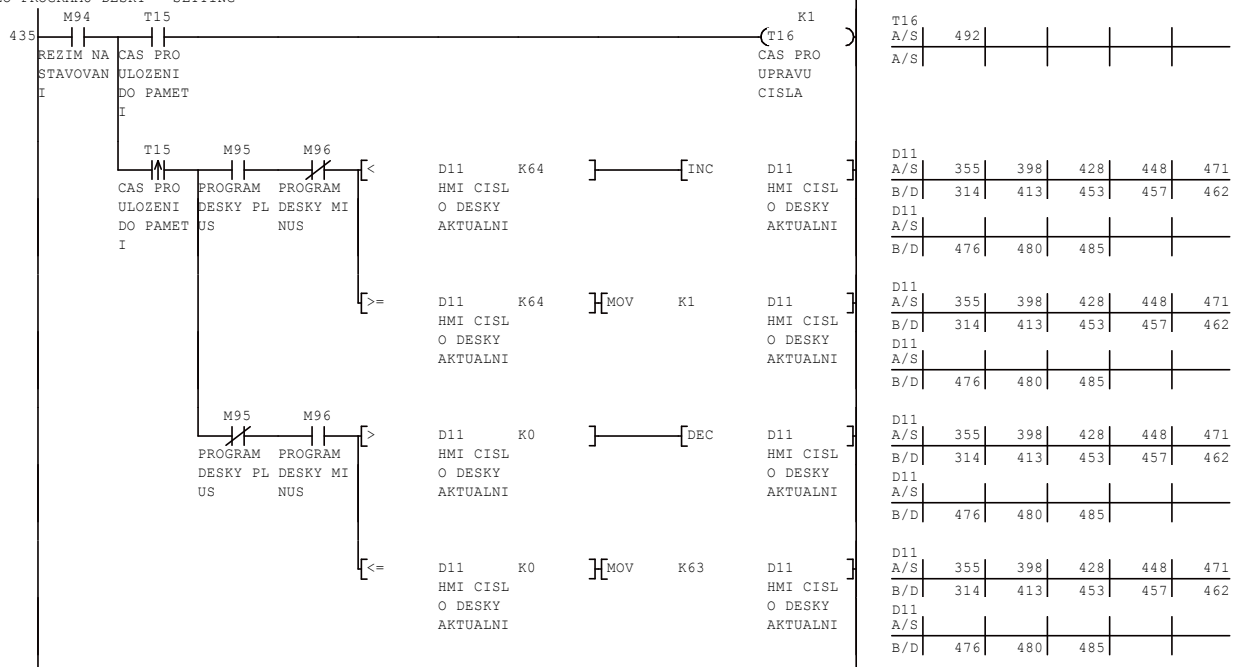 M94 T15 K1
435 (T16 )
REZIM NA CAS PRO CAS PRO
STAVOVAN ULOZENI UPRAVU
I DO PAMET CISLA
I
T16
A/S 492
A/S
T15 M95 M96
[< D11 K64 ] [INC D11 ]
CAS PRO PROGRAM PROGRAM HMI CISL HMI CISL
ULOZENI DESKY PL DESKY MI O DESKY O DESKY
DO PAMET US NUS AKTUALNI AKTUALNI
I
D11
A/S 355 398 428 448 471
B/D 314 413 453 457 462
D11
A/S
B/D 476 480 485
[>= D11 K64 ] [MOV K1 D11 ]
HMI CISL HMI CISL
O DESKY O DESKY
AKTUALNI AKTUALNI
D11
A/S 355 398 428 448 471
B/D 314 413 453 457 462
D11
A/S
B/D 476 480 485
M95 M96
[> D11 K0 ] [DEC D11 ]
PROGRAM PROGRAM HMI CISL HMI CISL
DESKY PL DESKY MI O DESKY O DESKY
US NUS AKTUALNI AKTUALNI
D11
A/S 355 398 428 448 471
B/D 314 413 453 457 462
D11
A/S
B/D 476 480 485
[<= D11 K0 ] [MOV K63 D11 ]
HMI CISL HMI CISL
O DESKY O DESKY
AKTUALNI AKTUALNI
D11
A/S 355 398 428 448 471
B/D 314 413 453 457 462
D11
A/S
B/D 476 480 485